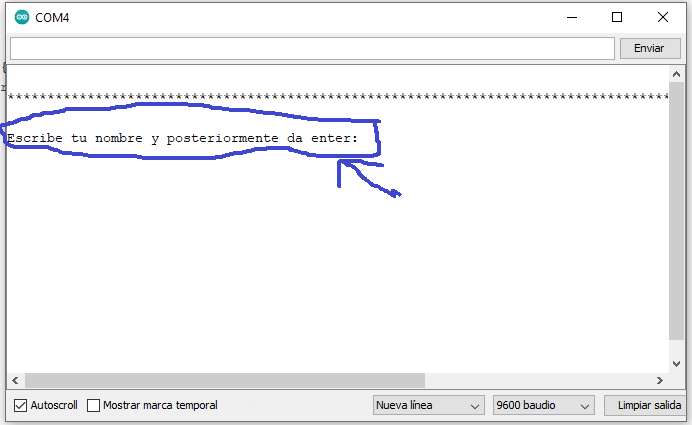 COM4
Enviar
************************************************************************************
Escribe tu nombre y posteriormente da enter:
Autoscroll Mostrar marca temporal Nueva línea 9600 baudio Limpiar salida